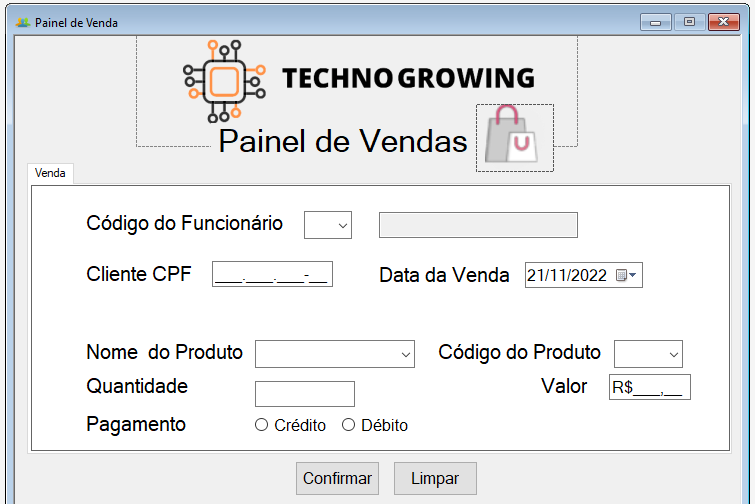 Painel de Venda
TECHNO GROWING
Painel de Vendas
Venda
Código do Funcionário
Cliente CPF ___.___.___-__ Data da Venda 21/11/2022
Nome do Produto Código do Produto
Quantidade Valor R$___,__
Pagamento Crédito Débito
Confirmar Limpar